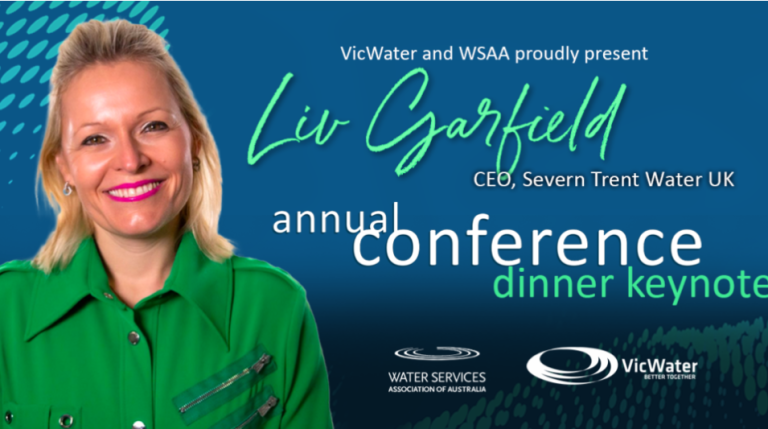 VicWater and WSAA proudly present
Liv Garfield
CEO, Severn Trent Water UK
annual
conference
dinner keynote
WATER SERVICES
ASSOCIATION OF AUSTRALIA
VicWater
BETTER TOGETHER